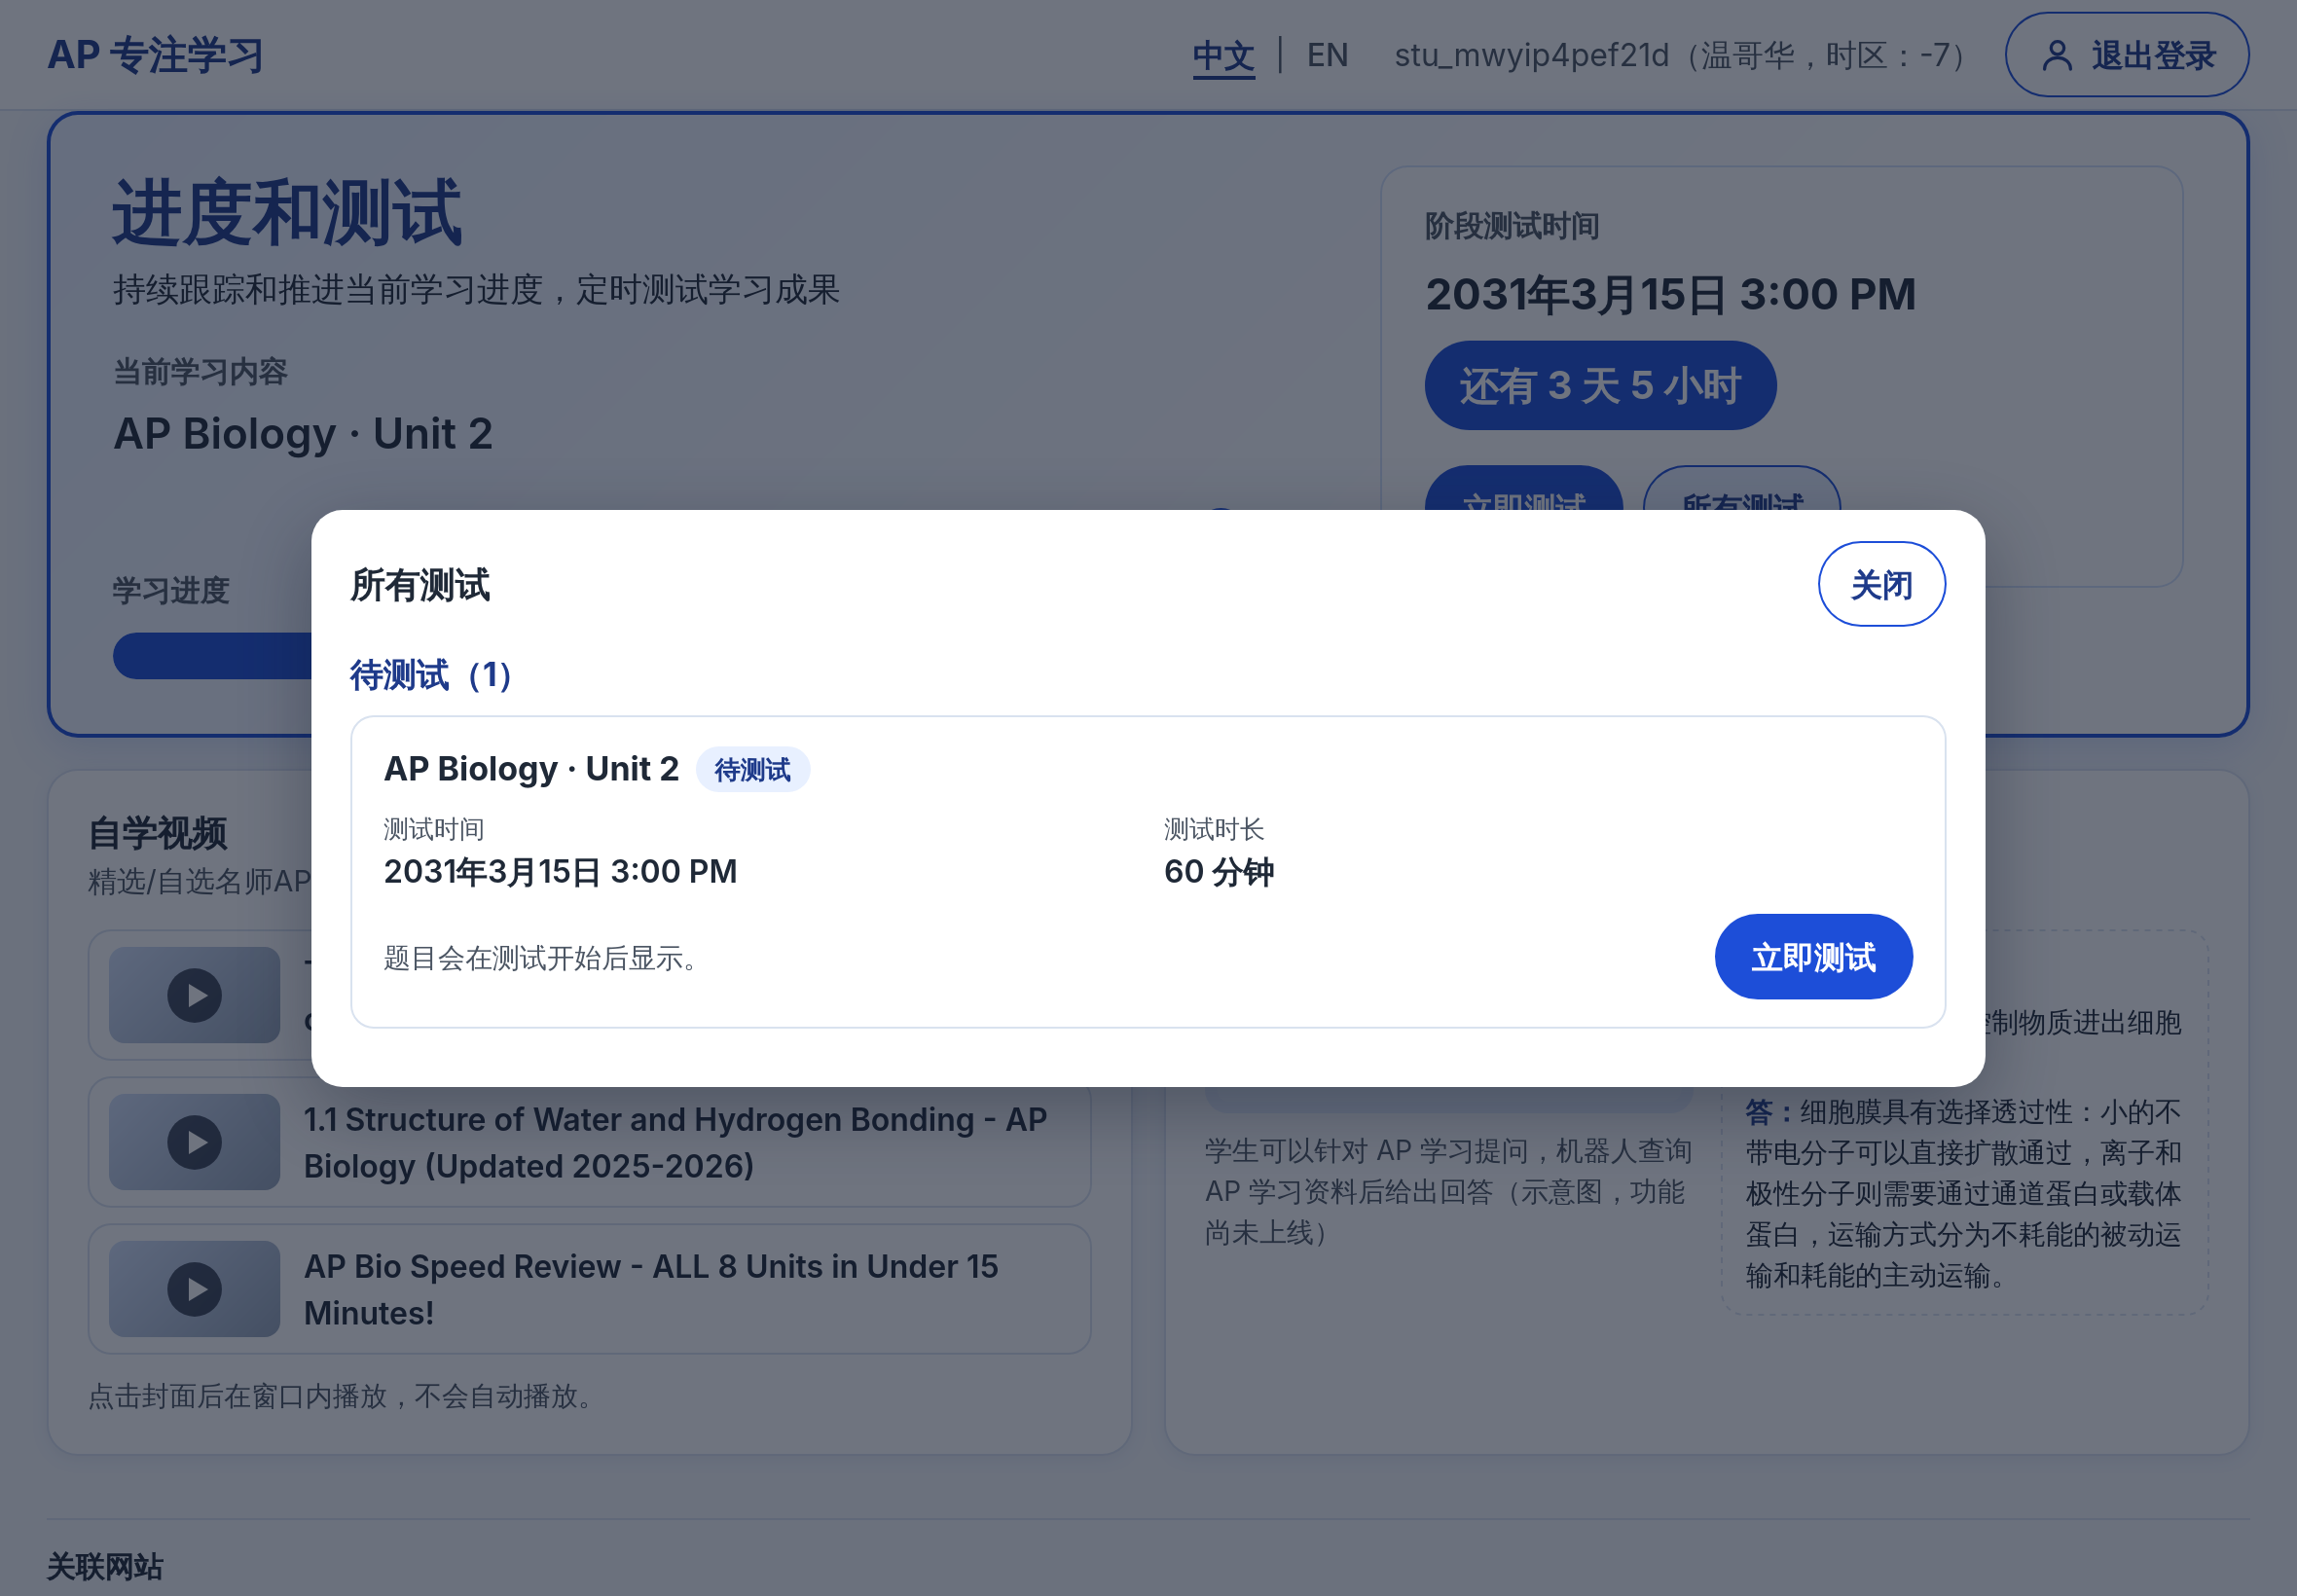 AP 专注学习
中文 | EN stu_mwyip4pef21d（温哥华，时区：-7） 退出登录
进度和测试
持续跟踪和推进当前学习进度，定时测试学习成果
当前学习内容
AP Biology · Unit 2
学习进度
阶段测试时间
2031年3月15日 3:00 PM
还有 3 天 5 小时
立即测试 所有测试
所有测试
关闭
待测试（1）
AP Biology · Unit 2 待测试
测试时间
2031年3月15日 3:00 PM
测试时长
60 分钟
题目会在测试开始后显示。
立即测试
自学视频
精选/自选名师AP
1.1 Structure of Water and Hydrogen Bonding - AP
Biology (Updated 2025-2026)
AP Bio Speed Review - ALL 8 Units in Under 15
Minutes!
点击封面后在窗口内播放，不会自动播放。
学生可以针对 AP 学习提问，机器人查询
AP 学习资料后给出回答（示意图，功能
尚未上线）
制物质进出细胞
答：细胞膜具有选择透过性：小的不
带电分子可以直接扩散通过，离子和
极性分子则需要通过通道蛋白或载体
蛋白，运输方式分为不耗能的被动运
输和耗能的主动运输。
关联网站